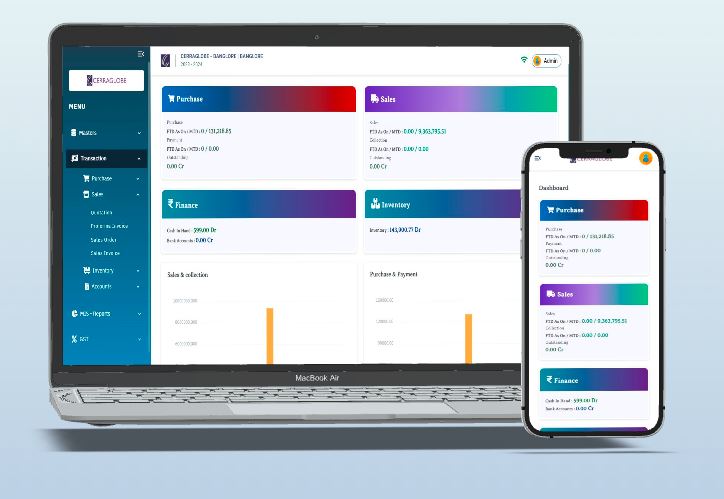 CERRAGLOBE
MENU
Masters
Transaction
Purchase
Sales
Quotation
Proforma Invoice
Sales Order
Sales Invoice
Inventory
Accounts
MIS-Reports
GST
CERRAGLOBE - BANGLORE | BANGLORE
2023 - 2024
Admin
Purchase
Purchase
FTD As On / MTD : 0 / 131,218.85
Payment
FTD As On / MTD : 0 / 0.00
Outstanding
0.00 Cr
Sales
Sales
FTD As On / MTD : 0.00 / 9,363,795.51
Collection
FTD As On / MTD : 0.00 / 0.00
Outstanding
0.00 Cr
Finance
Cash In Hand : 599.00 Dr
Bank Accounts : 0.00 Cr
Inventory
Inventory : 143,900.77 Dr
Sales & collection
Purchase & Payment
MacBook Air
CERRAGLOBE
Dashboard
Purchase
Purchase
FTD As On / MTD : 0 / 131,218.85
Payment
FTD As On / MTD : 0 / 0.00
Outstanding
0.00 Cr
Sales
Sales
FTD As On / MTD : 0.00 / 9,363,795.51
Collection
FTD As On / MTD : 0.00 / 0.00
Outstanding
0.00 Cr
Finance
Cash In Hand : 599.00 Dr
Bank Accounts : 0.00 Cr